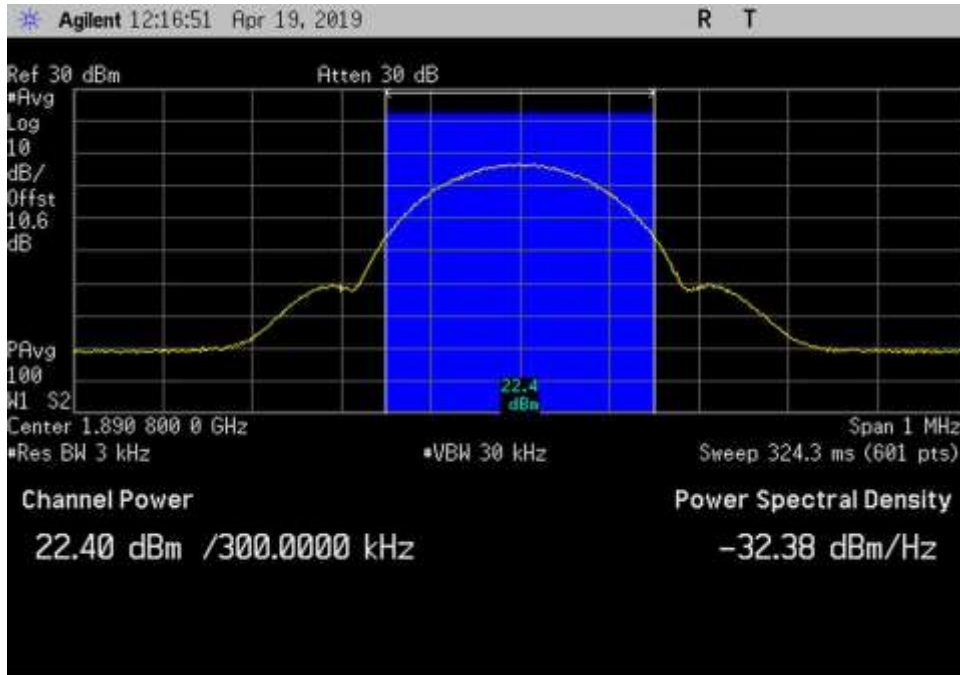 Agilent 12:16:51 Apr 19, 2019 R T
Ref 30 dBm Atten 30 dB
#Avg
Log
10
dB/
Offst
10.6
dB
PAvg
100
W1 S2
22.4
dBm
Center 1.890 800 0 GHz Span 1 MHz
#Res BW 3 kHz #VBW 30 kHz Sweep 324.3 ms (601 pts)
Channel Power Power Spectral Density
22.40 dBm /300.0000 kHz -32.38 dBm/Hz